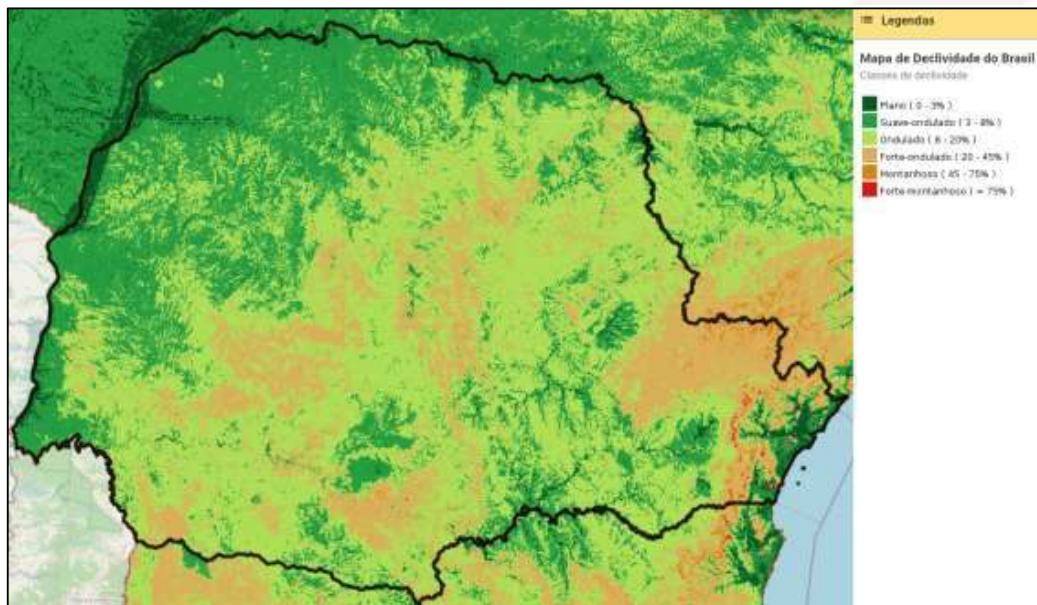 Legendas
Mapa de Declividade do Brasil
Classes de declividade
Plano ( 0 - 3% )
Suave-ondulado ( 3 - 8% )
Ondulado ( 8 - 20% )
Forte-ondulado ( 20 - 45% )
Montanhoso ( 45 - 75% )
Forte-montanhoso ( = 75% )